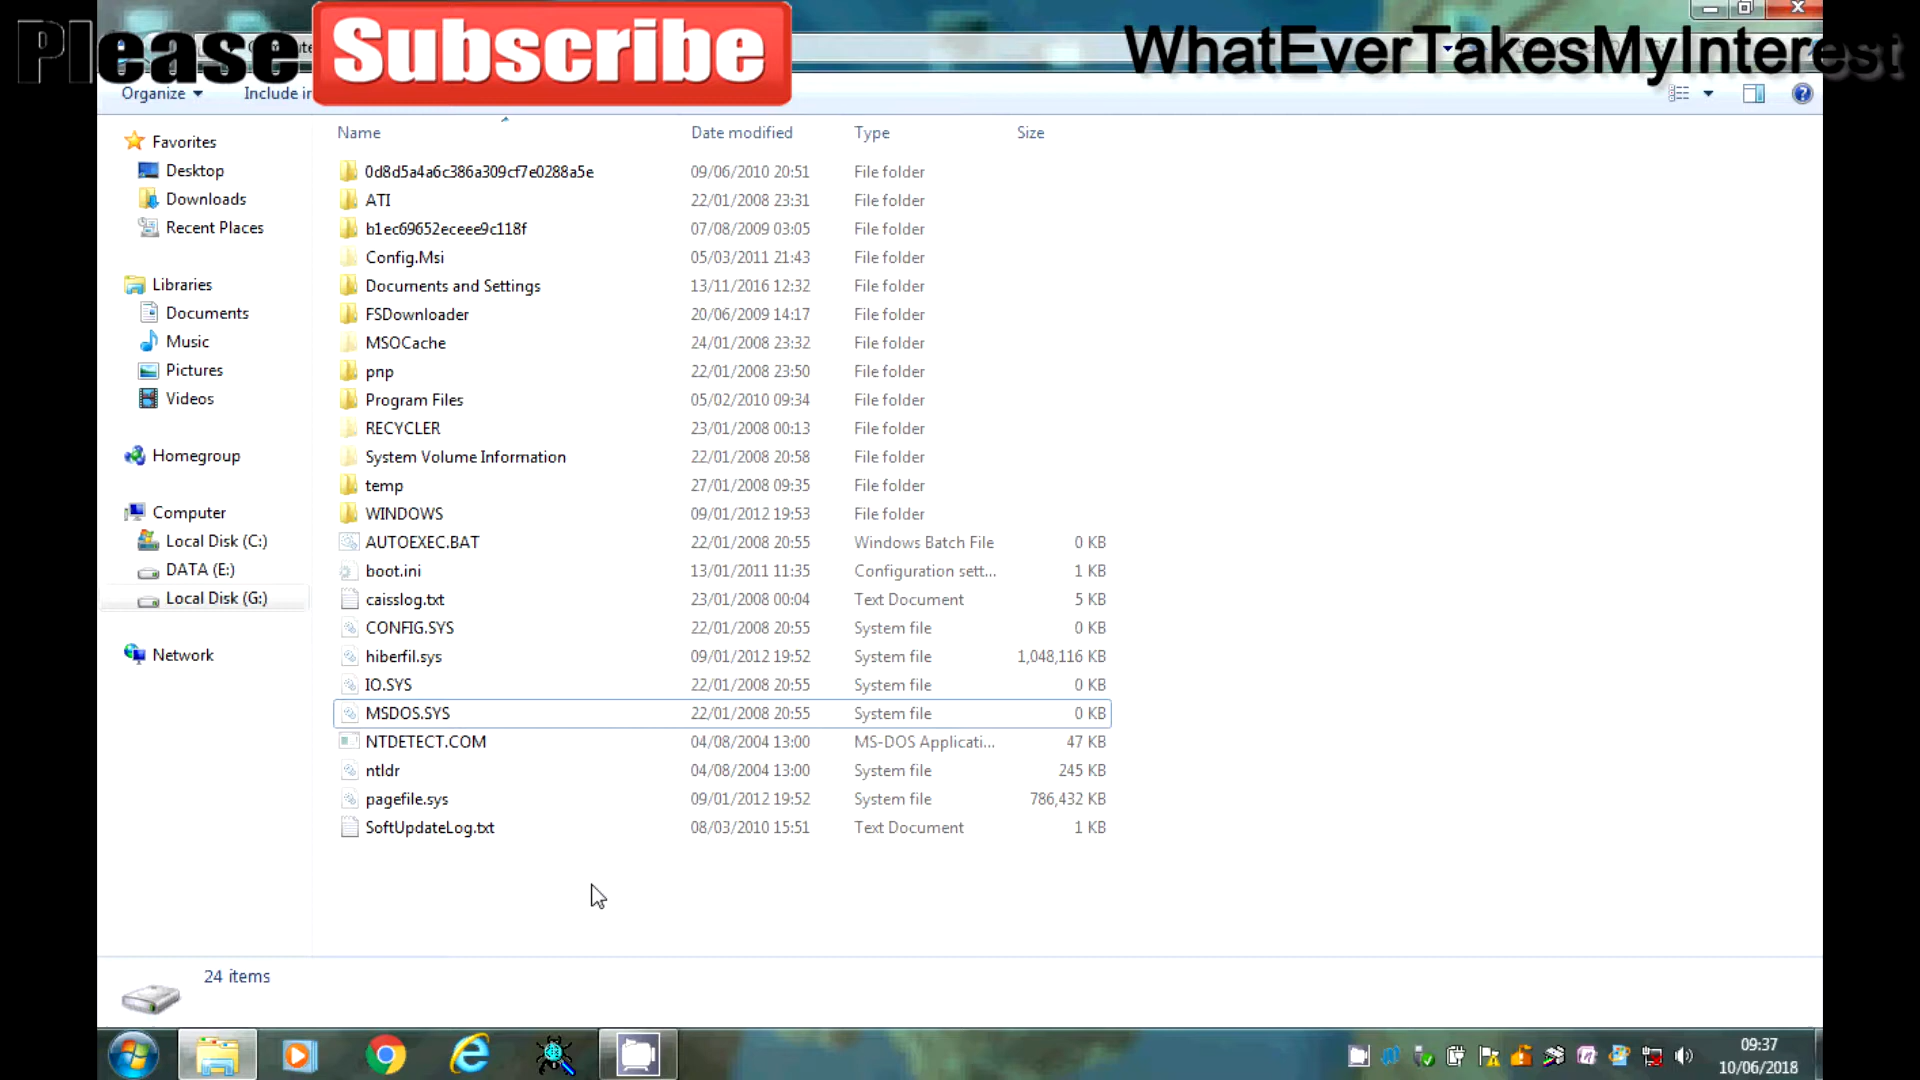 Please Subscribe
WhatEverTakesMyInterest
Organize
Include in
Name Date modified Type Size
Favorites
Desktop
Downloads
Recent Places
Libraries
Documents
Music
Pictures
Videos
Homegroup
Computer
Local Disk (C:)
DATA (E:)
Local Disk (G:)
Network
0d8d5a4a6c386a309cf7e0288a5e 09/06/2010 20:51 File folder
ATI 22/01/2008 23:31 File folder
b1ec69652eceee9c118f 07/08/2009 03:05 File folder
Config.Msi 05/03/2011 21:43 File folder
Documents and Settings 13/11/2016 12:32 File folder
FSDownloader 20/06/2009 14:17 File folder
MSOCache 24/01/2008 23:32 File folder
pnp 22/01/2008 23:50 File folder
Program Files 05/02/2010 09:34 File folder
RECYCLER 23/01/2008 00:13 File folder
System Volume Information 22/01/2008 20:58 File folder
temp 27/01/2008 09:35 File folder
WINDOWS 09/01/2012 19:53 File folder
AUTOEXEC.BAT 22/01/2008 20:55 Windows Batch File 0 KB
boot.ini 13/01/2011 11:35 Configuration sett... 1 KB
caisslog.txt 23/01/2008 00:04 Text Document 5 KB
CONFIG.SYS 22/01/2008 20:55 System file 0 KB
hiberfil.sys 09/01/2012 19:52 System file 1,048,116 KB
IO.SYS 22/01/2008 20:55 System file 0 KB
MSDOS.SYS 22/01/2008 20:55 System file 0 KB
NTDETECT.COM 04/08/2004 13:00 MS-DOS Applicati... 47 KB
ntldr 04/08/2004 13:00 System file 245 KB
pagefile.sys 09/01/2012 19:52 System file 786,432 KB
SoftUpdateLog.txt 08/03/2010 15:51 Text Document 1 KB
24 items
09:37
10/06/2018